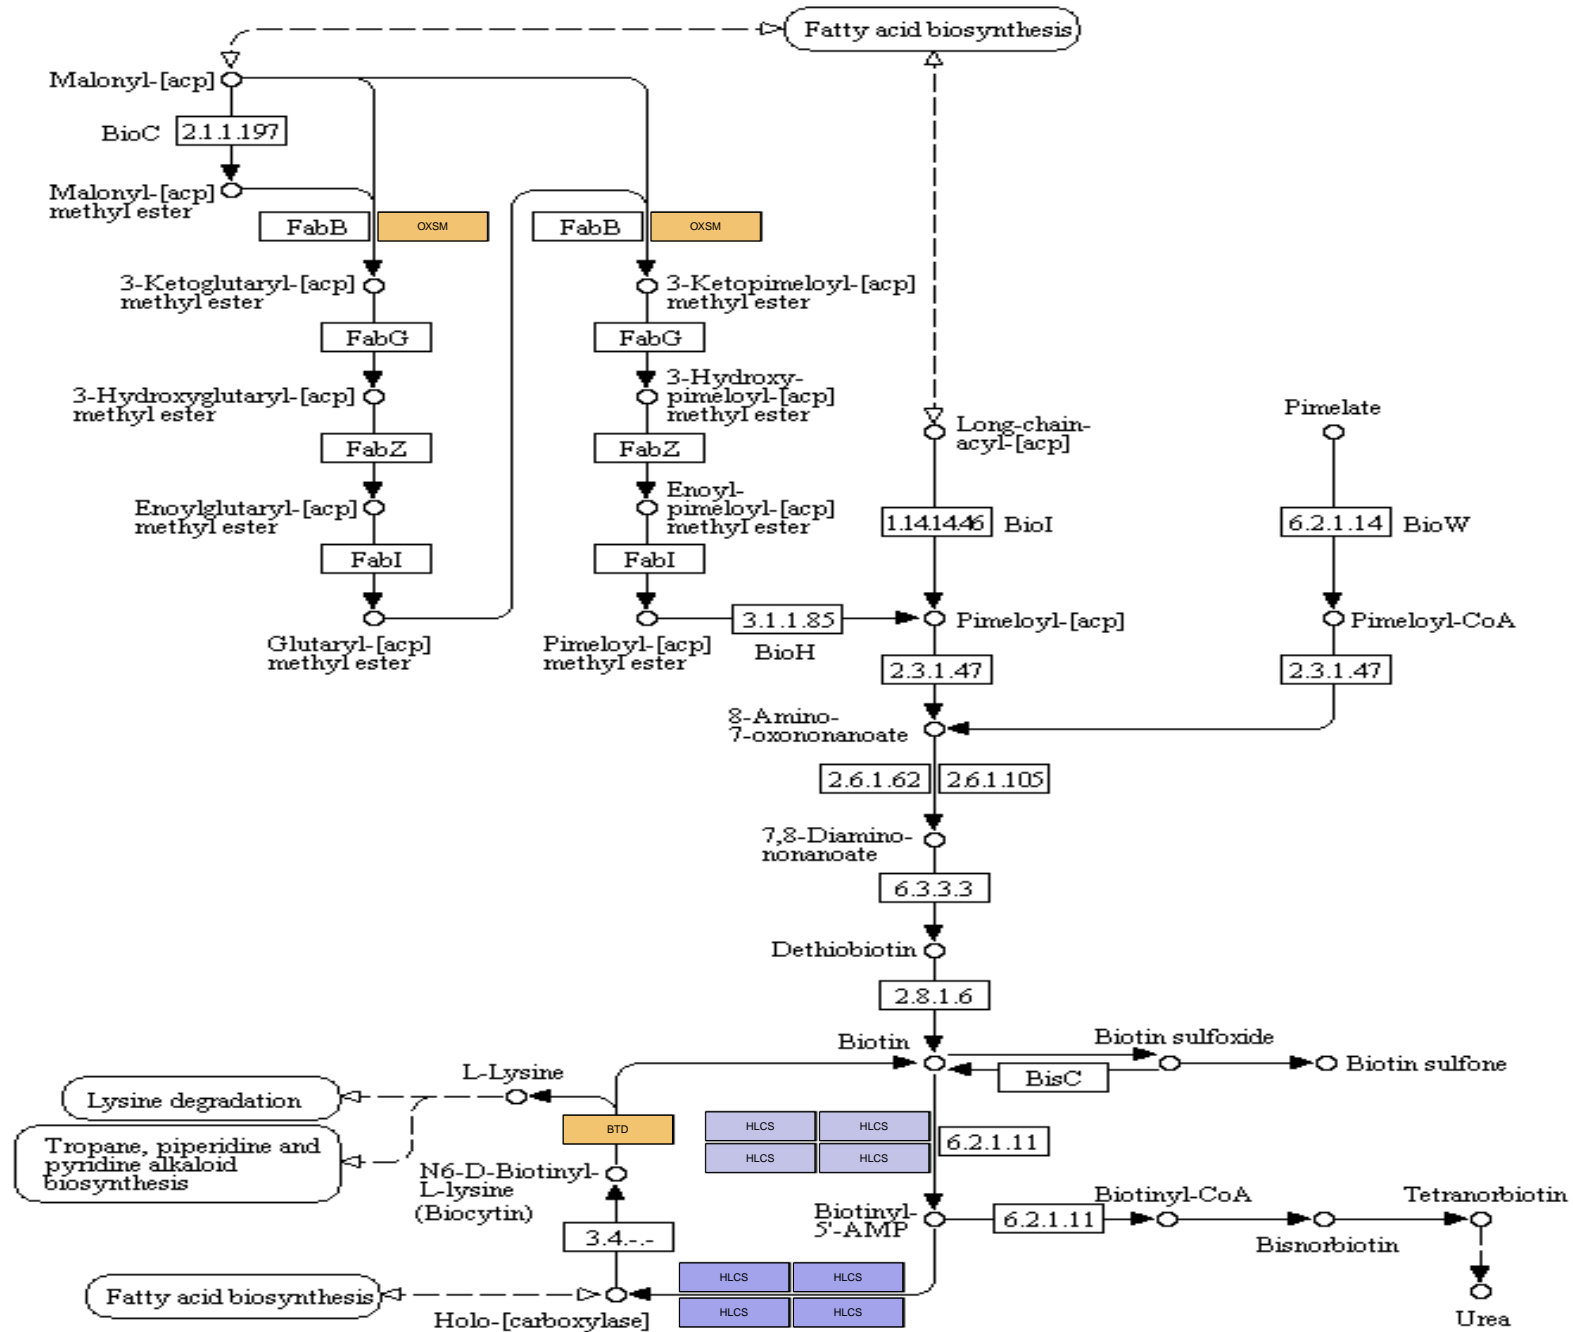 Fatty acid biosynthesis
Malonyl-[acp]
BioC
2.1.1.197
Malonyl-[acp]
methyl ester
FabB
OXSM
FabB
OXSM
3-Ketoglutaryl-[acp]
methyl ester
3-Ketopimeloyl-[acp]
methyl ester
FabG
FabG
3-Hydroxyglutaryl-[acp]
methyl ester
3-Hydroxy-
pimeloyl-[acp]
methyl ester
Long-chain-
acyl-[acp]
Pimelate
FabZ
FabZ
Enoylglutaryl-[acp]
methyl ester
Enoyl-
pimeloyl-[acp]
methyl ester
1.14.14.46
BioI
6.2.1.14
BioW
FabI
FabI
Glutaryl-[acp]
methyl ester
Pimeloyl-[acp]
methyl ester
3.1.1.85
BioH
Pimeloyl-[acp]
Pimeloyl-CoA
2.3.1.47
2.3.1.47
8-Amino-
7-oxononanoate
2.6.1.62
2.6.1.105
7,8-Diamino-
nonanoate
6.3.3.3
Dethiobiotin
2.8.1.6
Biotin
Biotin sulfoxide
Biotin sulfone
BisC
L-Lysine
Lysine degradation
Tropane, piperidine and
pyridine alkaloid
biosynthesis
BTD
HLCS
HLCS
HLCS
HLCS
6.2.1.11
N6-D-Biotinyl-
L-lysine
(Biocytin)
Biotinyl-
5'-AMP
6.2.1.11
Biotinyl-CoA
Bisnorbiotin
Tetranorbiotin
3.4.-.-
HLCS
HLCS
HLCS
HLCS
Fatty acid biosynthesis
Holo-[carboxylase]
Urea